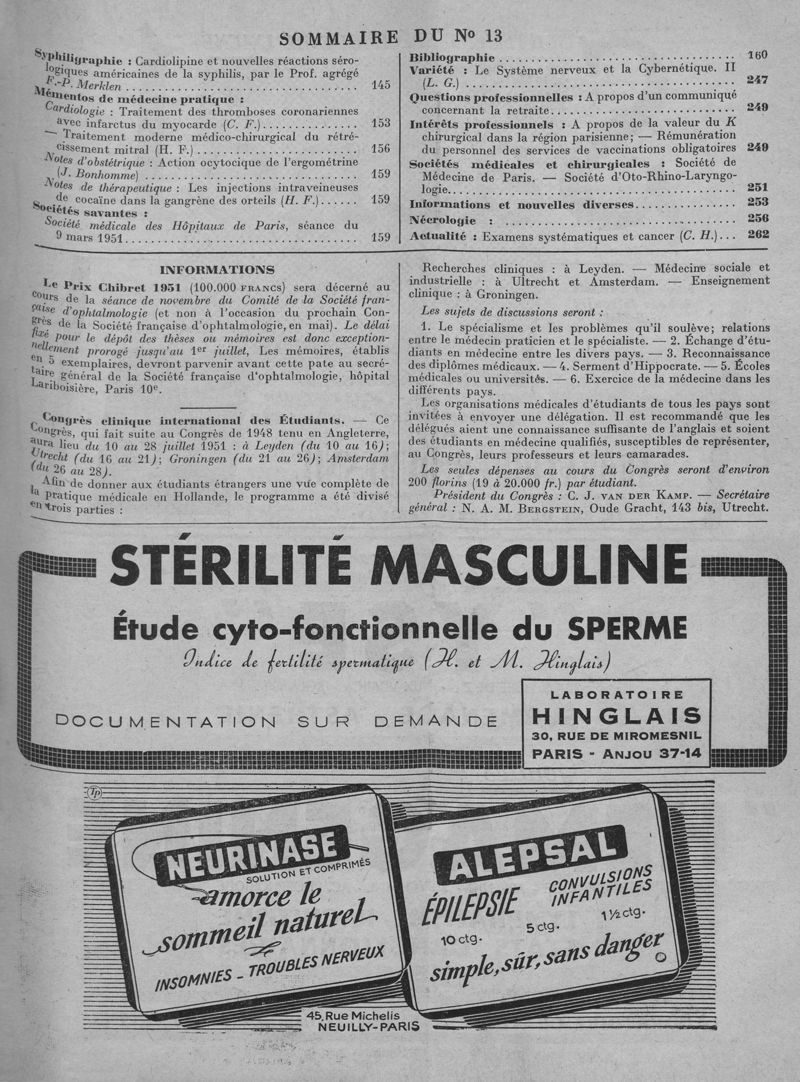 SOMMAIRE DU No 13
Syphiligraphie : Cardiolipine et nouvelles réactions séro-
logiques américaines de la syphilis, par le Prof. agrégé
F.-P. Merklen ........ 145
Mémentos de médecine pratique :
Cardiologie : Traitement des thromboses coronariennes
avec infarctus du myocarde (C. F.) ........ 153
— Traitement moderne médico-chirurgical du rétré-
cissement mitral (H. F.) ........ 156
Notes d'obstétrique : Action ocytocique de l'ergométrine
(J. Bonhomme) ........ 159
Notes de thérapeutique : Les injections intraveineuses
de cocaïne dans la gangrène des orteils (H. F.) ...... 159
Sociétés savantes :
Société médicale des Hôpitaux de Paris, séance du
9 mars 1951 ........ 159
Bibliographie ........ 160
Variété : Le Système nerveux et la Cybernétique. II
(L. G.) ........ 247
Questions professionnelles : A propos d'un communiqué
concernant la retraite ........ 249
Intérêts professionnels : A propos de la valeur du K
chirurgical dans la région parisienne; — Rémunération
du personnel des services de vaccinations obligatoires 249
Sociétés médicales et chirurgicales : Société de
Médecine de Paris. — Société d'Oto-Rhino-Laryngo-
logie ........ 251
Informations et nouvelles diverses ........ 253
Nécrologie : ........ 256
Actualité : Examens systématiques et cancer (C. H.) ... 262
INFORMATIONS
Le Prix Chibret 1951 (100.000 FRANCS) sera décerné au
cours de la séance de novembre du Comité de la Société fran-
çaise d'ophtalmologie (et non à l'occasion du prochain Con-
grès de la Société française d'ophtalmologie, en mai). Le délai
fixé pour le dépôt des thèses ou mémoires est donc exception-
nellement prorogé jusqu'au 1er juillet, Les mémoires, établis
en 5 exemplaires, devront parvenir avant cette pate au secré-
taire général de la Société française d'ophtalmologie, hôpital
Lariboisière, Paris 10e.
Congrès clinique international des Étudiants. — Ce
Congrès, qui fait suite au Congrès de 1948 tenu en Angleterre,
aura lieu du 10 au 28 juillet 1951 : à Leyden (du 10 au 16);
Utrecht (du 16 au 21); Groningen (du 21 au 26); Amsterdam
(du 26 au 28).
Afin de donner aux étudiants étrangers une vue complète de
la pratique médicale en Hollande, le programme a été divisé
en trois parties :
Recherches cliniques : à Leyden. — Médecine sociale et
industrielle : à Ultrecht et Amsterdam. — Enseignement
clinique : à Groningen.
Les sujets de discussions seront :
1. Le spécialisme et les problèmes qu'il soulève; relations
entre le médecin praticien et le spécialiste. — 2. Échange d'étu-
diants en médecine entre les divers pays. — 3. Reconnaissance
des diplômes médicaux. — 4. Serment d'Hippocrate. — 5. Écoles
médicales ou universités. — 6. Exercice de la médecine dans les
différents pays.
Les organisations médicales d'étudiants de tous les pays sont
invitées à envoyer une délégation. Il est recommandé que les
délégués aient une connaissance suffisante de l'anglais et soient
des étudiants en médecine qualifiés, susceptibles de représenter,
au Congrès, leurs professeurs et leurs camarades.
Les seules dépenses au cours du Congrès seront d'environ
200 florins (19 à 20.000 fr.) par étudiant.
Président du Congrès : C. J. VAN DER KAMP. — Secrétaire
général : N. A. M. BERGSTEIN, Oude Gracht, 143 bis, Utrecht.
STÉRILITÉ MASCULINE
Étude cyto-fonctionnelle du SPERME
Indice de fertilité spermatique (H. et M. Hinglais)
DOCUMENTATION SUR DEMANDE
LABORATOIRE
HINGLAIS
30, RUE DE MIROMESNIL
PARIS - ANJOU 37-14
NEURINASE
SOLUTION ET COMPRIMÉS
amorce le
sommeil naturel
INSOMNIES - TROUBLES NERVEUX
ALEPSAL
ÉPILEPSIE
CONVULSIONS
INFANTILES
10 ctg. 5 ctg. 1 ½ ctg.
simple, sûr, sans danger
45, Rue Michelis
NEUILLY-PARIS